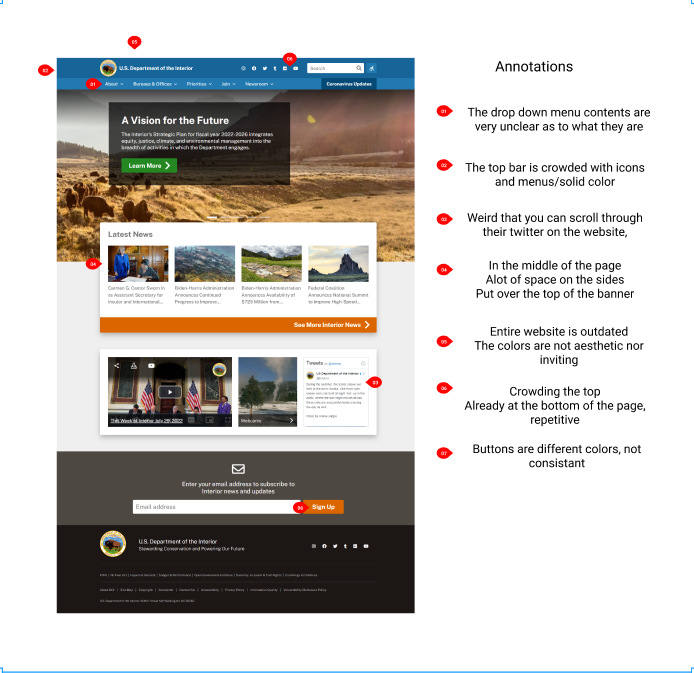 05
06
02
U.S. Department of the Interior
Search
01
About
Bureaus & Offices
Priorities
Join
Newsroom
Coronavirus Updates
A Vision for the Future
The Interior's Strategic Plan for fiscal year 2022-2026 integrates
equity, justice, climate, and environmental management into the
breadth of activities in which the Department engages.
Learn More
Latest News
04
Carmen G. Cantor Sworn in
as Assistant Secretary for
Insular and International...
Biden-Harris Administration
Announces Continued
Progress to Improve...
Biden-Harris Administration
Announces Availability of
$725 Million from...
Federal Coalition
Announces National Summit
to Improve High Speed...
See More Interior News
This Week at Interior July 29, 2022
Webcams
Tweets
US Department of the Interior
03
Enter your email address to subscribe to
Interior news and updates
Email address
06
Sign Up
U.S. Department of the Interior
Stewarding Conservation and Powering Our Future
Annotations
01
The drop down menu contents are
very unclear as to what they are
02
The top bar is crowded with icons
and menus/solid color
03
Weird that you can scroll through
their twitter on the website,
04
In the middle of the page
Alot of space on the sides
Put over the top of the banner
05
Entire website is outdated
The colors are not aesthetic nor
inviting
06
Crowding the top
Already at the bottom of the page,
repetitive
07
Buttons are different colors, not
consistant